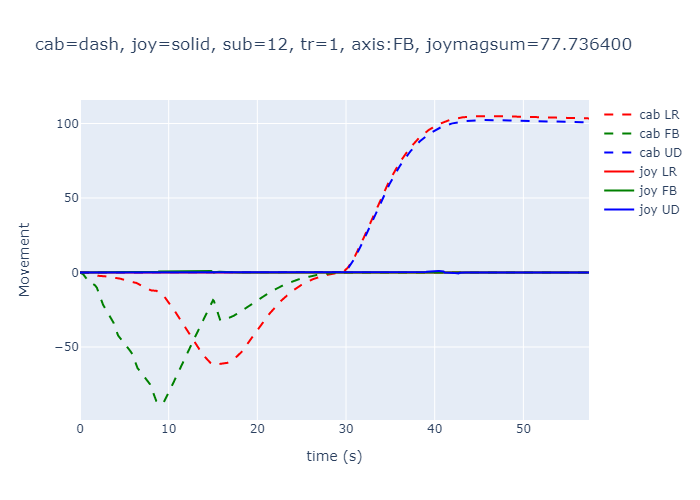 cab=dash, joy=solid, sub=12, tr=1, axis:FB, joymagsum=77.736400
cab LR
cab FB
cab UD
joy LR
joy FB
joy UD
Movement
100
50
0
−50
0 10 20 30 40 50
time (s)